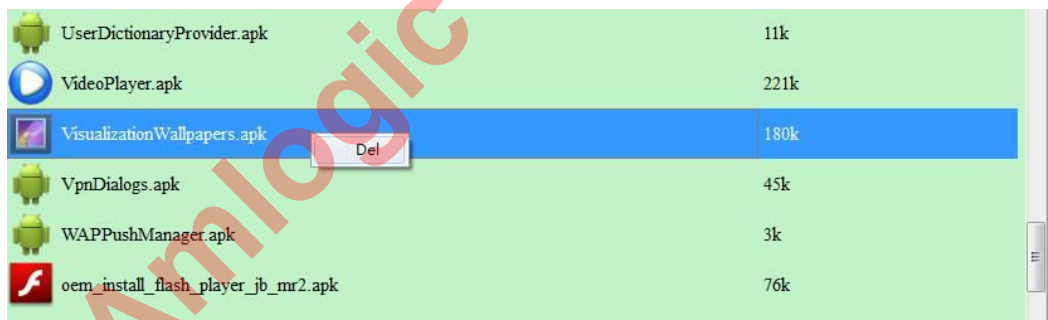 UserDictionaryProvider.apk 11k
VideoPlayer.apk 221k
VisualizationWallpapers.apk 180k
Del
VpnDialogs.apk 45k
WAPPushManager.apk 3k
oem_install_flash_player_jb_mr2.apk 76k
Amlogic